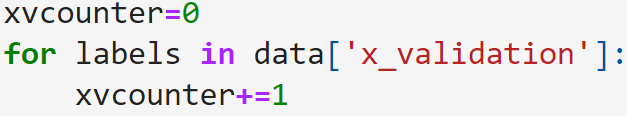 xvcounter=0
for labels in data['x_validation']:
    xvcounter+=1